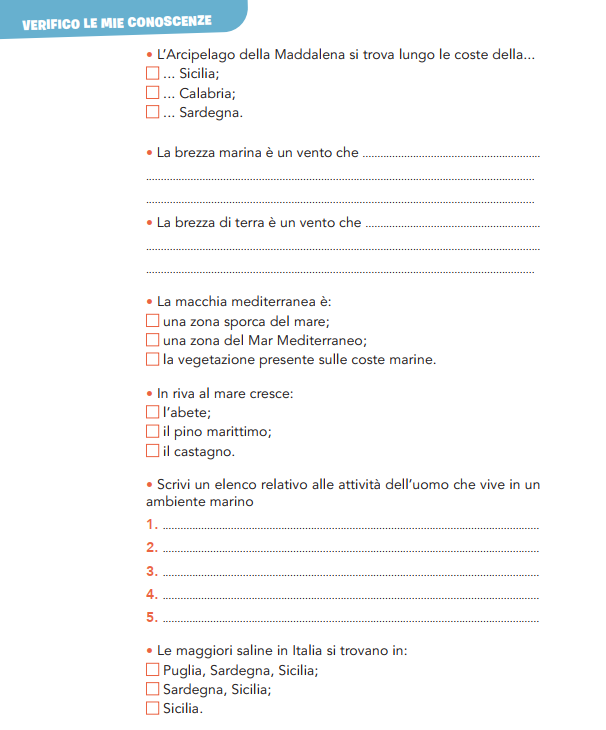 VERIFICO LE MIE CONOSCENZE
• L'Arcipelago della Maddalena si trova lungo le coste della...
... Sicilia;
... Calabria;
... Sardegna.
• La brezza marina è un vento che ..............................................................
..............................................................
..............................................................
• La brezza di terra è un vento che ..............................................................
..............................................................
..............................................................
• La macchia mediterranea è:
una zona sporca del mare;
una zona del Mar Mediterraneo;
la vegetazione presente sulle coste marine.
• In riva al mare cresce:
l'abete;
il pino marittimo;
il castagno.
• Scrivi un elenco relativo alle attività dell'uomo che vive in un
ambiente marino
1. ..............................................................
2. ..............................................................
3. ..............................................................
4. ..............................................................
5. ..............................................................
• Le maggiori saline in Italia si trovano in:
Puglia, Sardegna, Sicilia;
Sardegna, Sicilia;
Sicilia.